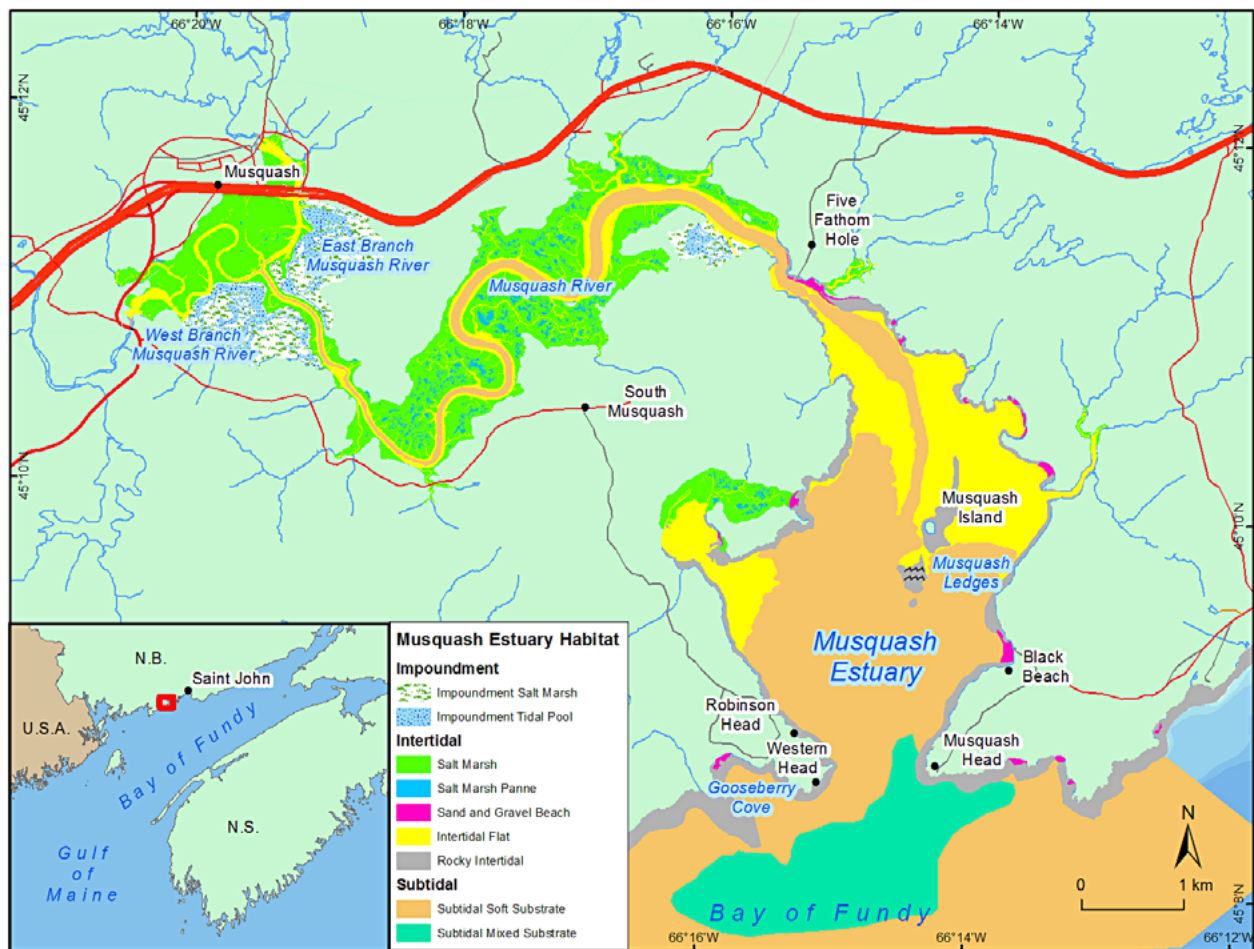 66°20'W
66°18'W
66°16'W
66°14'W
45°12'N
45°12'N
Musquash
Five
Fathom
Hole
East Branch
Musquash River
Musquash River
West Branch
Musquash River
South
Musquash
45°10'N
45°10'N
Musquash
Island
Musquash
Ledges
Musquash
Estuary
Black
Beach
Robinson
Head
Western
Head
Musquash
Head
Gooseberry
Cove
N.B.
Saint John
U.S.A.
Bay of Fundy
N.S.
Gulf
of
Maine
Musquash Estuary Habitat
Impoundment
Impoundment Salt Marsh
Impoundment Tidal Pool
Intertidal
Salt Marsh
Salt Marsh Panne
Sand and Gravel Beach
Intertidal Flat
Rocky Intertidal
Subtidal
Subtidal Soft Substrate
Subtidal Mixed Substrate
N
0 1 km
Bay of Fundy
45°8'N
66°16'W
66°14'W
66°12'W